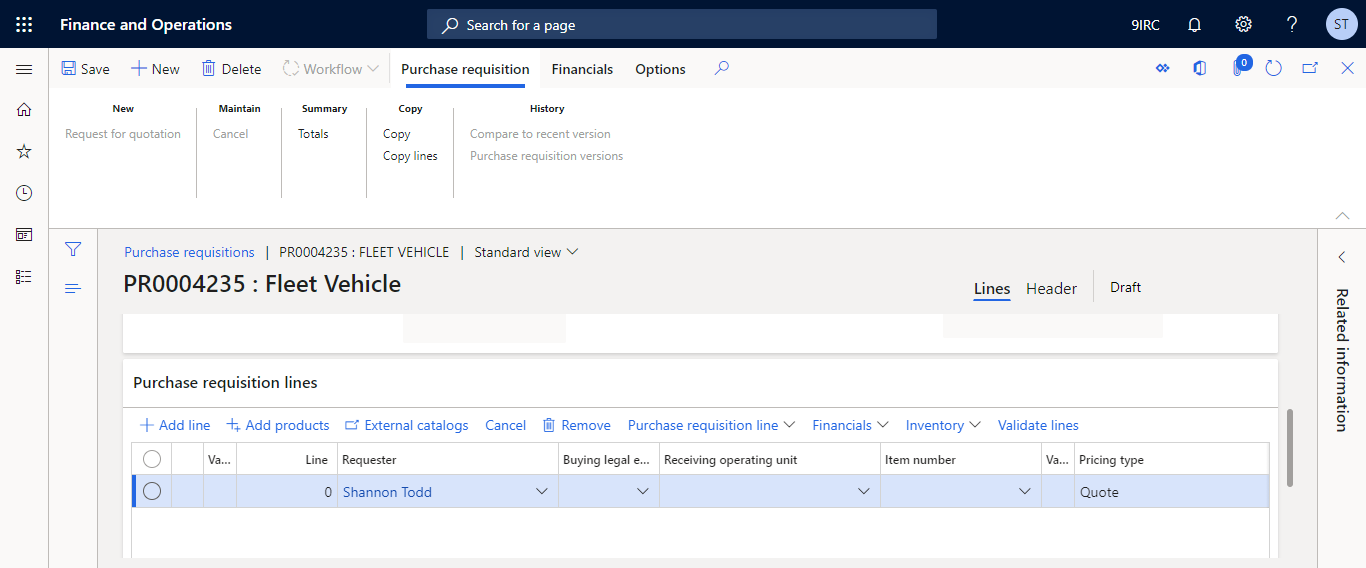 Finance and Operations
Search for a page
9IRC
ST
Save
New
Delete
Workflow
Purchase requisition
Financials
Options
0
New
Request for quotation
Maintain
Cancel
Summary
Totals
Copy
Copy
Copy lines
History
Compare to recent version
Purchase requisition versions
Purchase requisitions | PR0004235 : FLEET VEHICLE | Standard view
PR0004235 : Fleet Vehicle
Lines
Header
Draft
Related information
Purchase requisition lines
Add line
Add products
External catalogs
Cancel
Remove
Purchase requisition line
Financials
Inventory
Validate lines
Va...
Line
Requester
Buying legal e...
Receiving operating unit
Item number
Va...
Pricing type
0
Shannon Todd
Quote